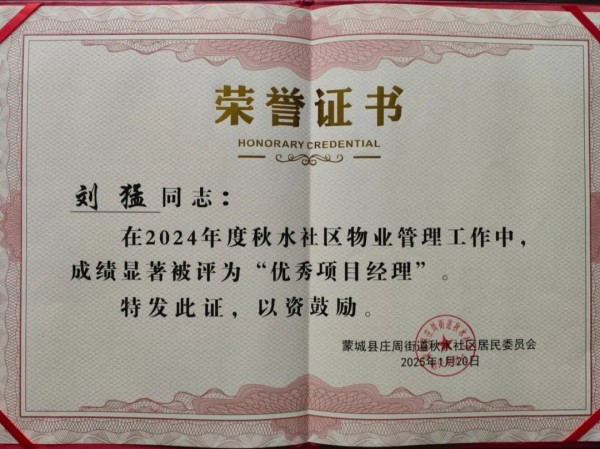 荣誉证书
HONORARY CREDENTIAL
刘猛同志：
在2024年度秋水社区物业管理工作中，
成绩显著被评为“优秀项目经理”。
特发此证，以资鼓励。
蒙城县庄周街道秋水社区居民委员会
2025年1月20日